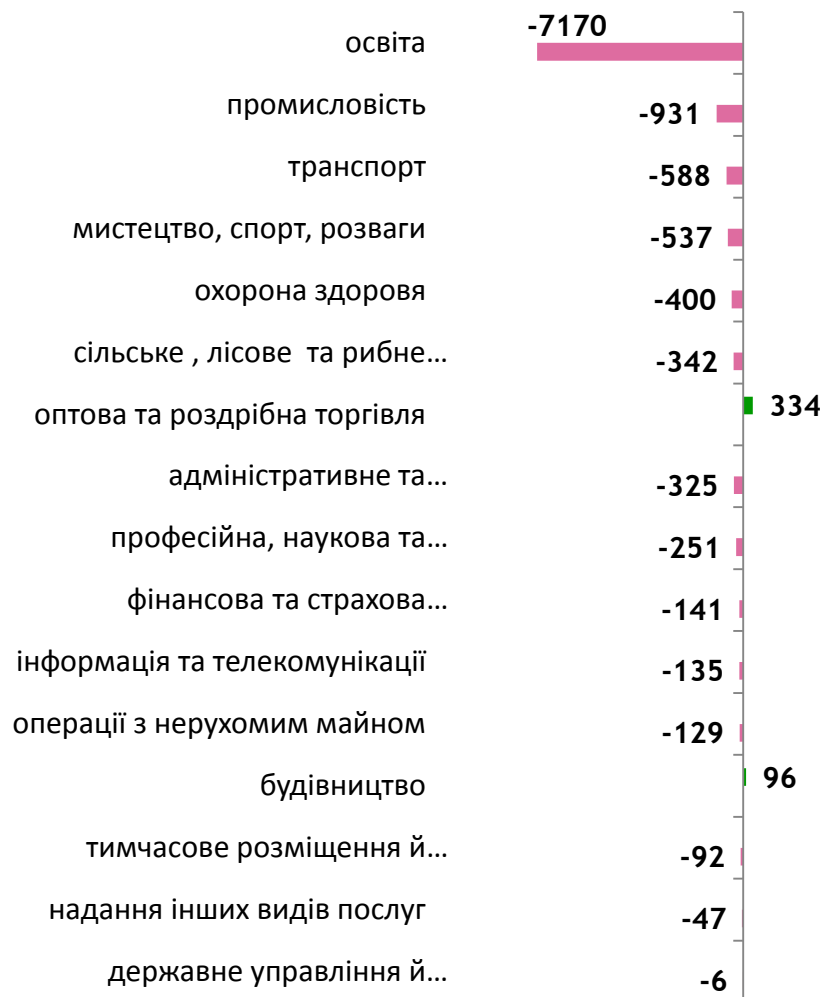 освіта -7170
промисловість -931
транспорт -588
мистецтво, спорт, розваги -537
охорона здоровя -400
сільське , лісове та рибне... -342
оптова та роздрібна торгівля 334
адміністративне та... -325
професійна, наукова та... -251
фінансова та страхова... -141
інформація та телекомунікації -135
операції з нерухомим майном -129
будівництво 96
тимчасове розміщення й... -92
надання інших видів послуг -47
державне управління й... -6